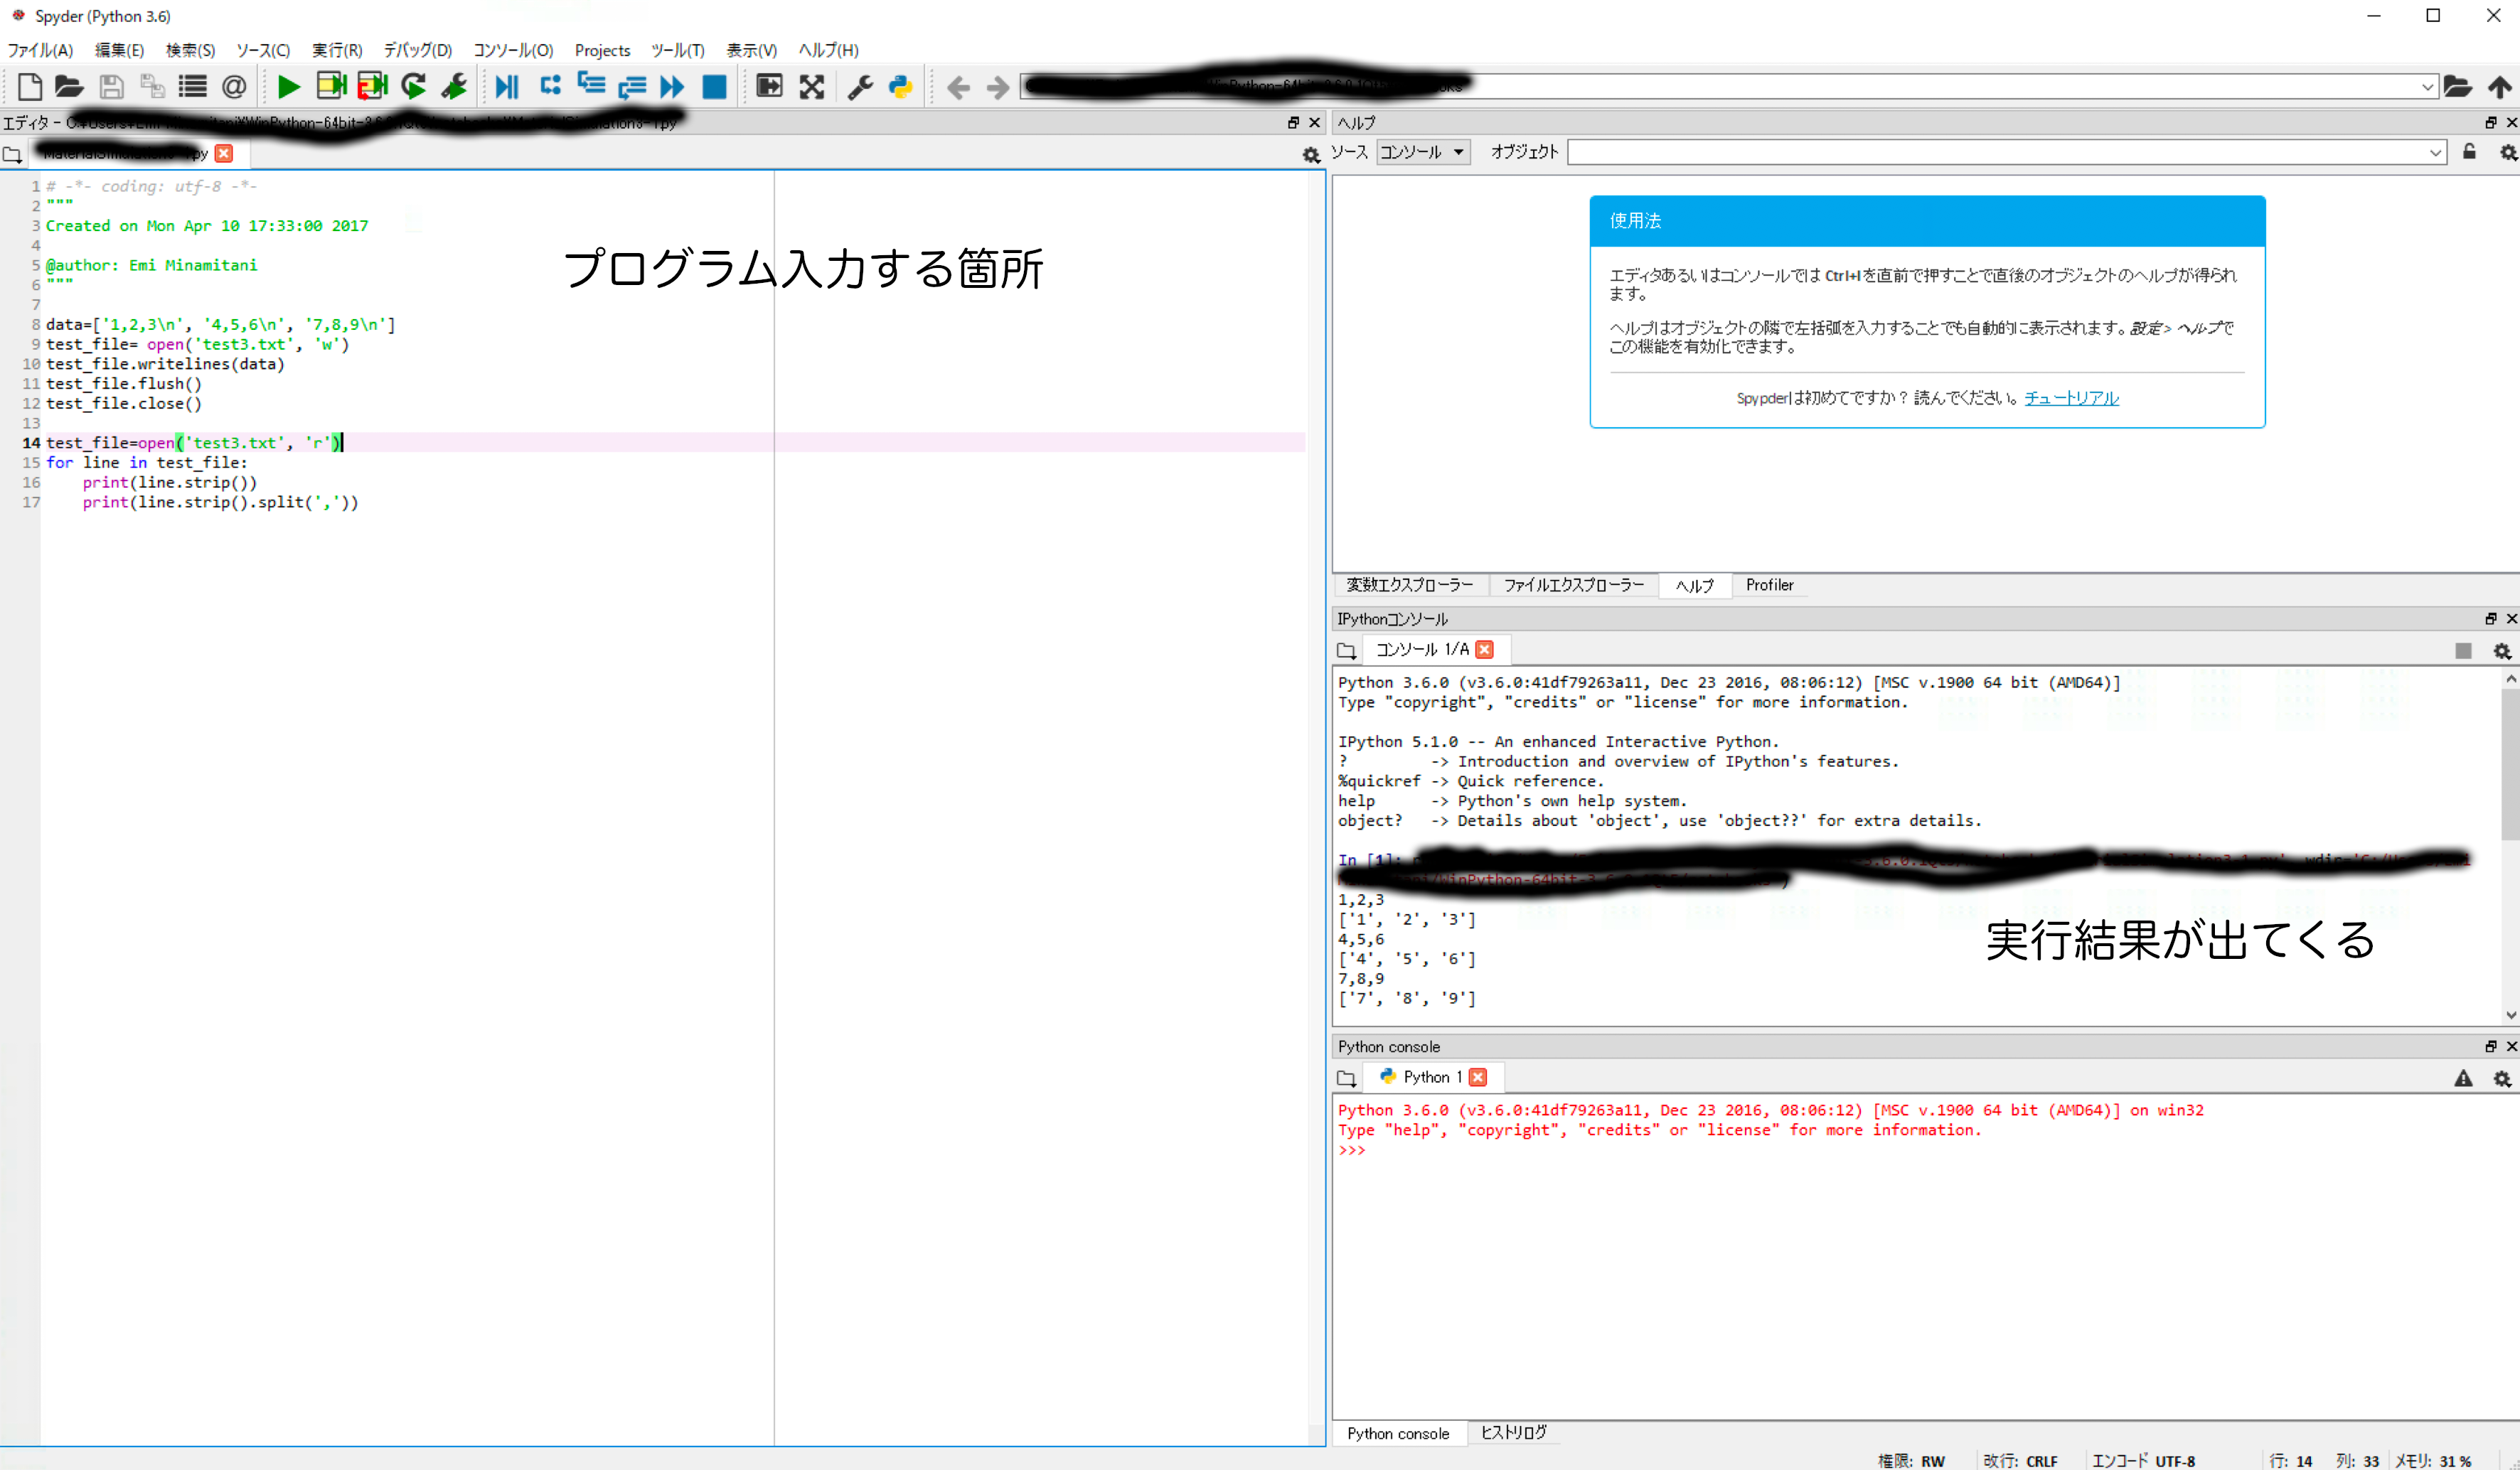 Spyder (Python 3.6)
ファイル(A) 編集(E) 検索(S) ソース(C) 実行(R) デバッグ(D) コンソール(O) Projects ツール(T) 表示(V) ヘルプ(H)
エディタ -
ヘルプ
ソース コンソール オブジェクト
1 # -*- coding: utf-8 -*-
2 """
3 Created on Mon Apr 10 17:33:00 2017
4
5 @author: Emi Minamitani
6 """
7
8 data=['1,2,3\n', '4,5,6\n', '7,8,9\n']
9 test_file= open('test3.txt', 'w')
10 test_file.writelines(data)
11 test_file.flush()
12 test_file.close()
13
14 test_file=open('test3.txt', 'r')
15 for line in test_file:
16     print(line.strip())
17     print(line.strip().split(','))
プログラム入力する箇所
使用法
エディタあるいはコンソールでは Ctrl+Iを直前で押すことで直後のオブジェクトのヘルプが得られ
ます。
ヘルプはオブジェクトの隣で左括弧を入力することでも自動的に表示されます。設定 > ヘルプで
この機能を有効化できます。
Spypderは初めてですか? 読んでください。チュートリアル
変数エクスプローラー ファイルエクスプローラー ヘルプ Profiler
IPythonコンソール
コンソール 1/A
Python 3.6.0 (v3.6.0:41df79263a11, Dec 23 2016, 08:06:12) [MSC v.1900 64 bit (AMD64)]
Type "copyright", "credits" or "license" for more information.
IPython 5.1.0 -- An enhanced Interactive Python.
?         -> Introduction and overview of IPython's features.
%quickref -> Quick reference.
help      -> Python's own help system.
object?   -> Details about 'object', use 'object??' for extra details.
In [1]:
1,2,3
['1', '2', '3']
4,5,6
['4', '5', '6']
7,8,9
['7', '8', '9']
実行結果が出てくる
Python console
Python 1
Python 3.6.0 (v3.6.0:41df79263a11, Dec 23 2016, 08:06:12) [MSC v.1900 64 bit (AMD64)] on win32
Type "help", "copyright", "credits" or "license" for more information.
>>>
Python console ヒストリログ
権限: RW 改行: CRLF エンコード UTF-8 行: 14 列: 33 メモリ: 31 %